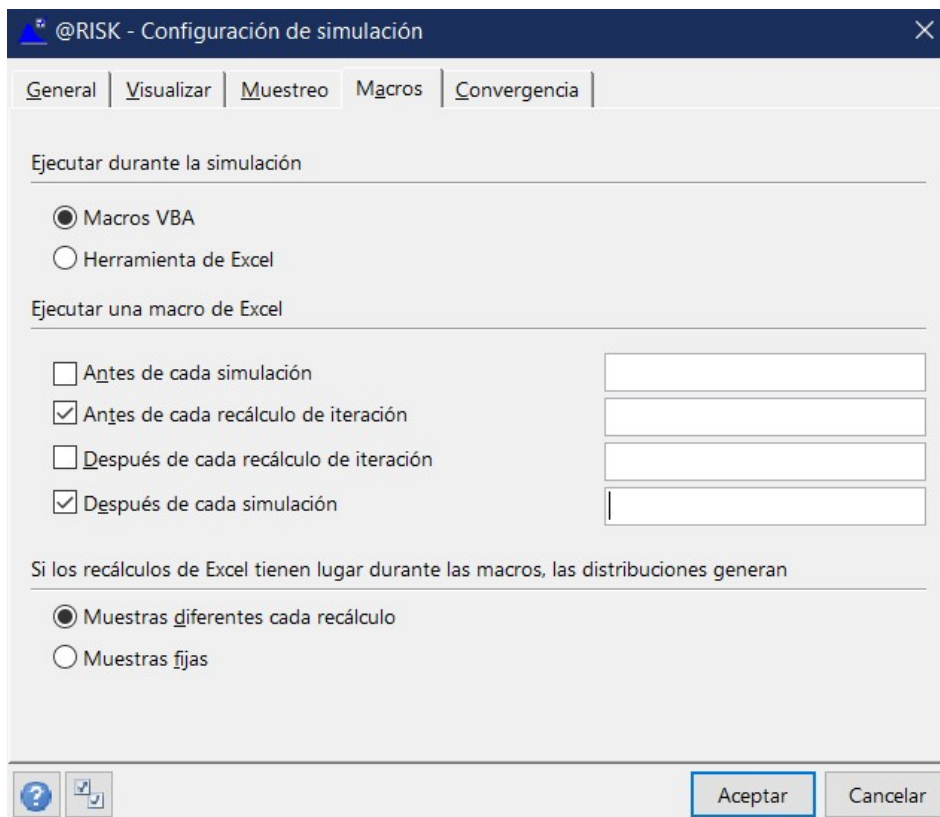 @RISK - Configuración de simulación
General Visualizar Muestreo Macros Convergencia
Ejecutar durante la simulación
Macros VBA
Herramienta de Excel
Ejecutar una macro de Excel
Antes de cada simulación
Antes de cada recálculo de iteración
Después de cada recálculo de iteración
Después de cada simulación
Si los recálculos de Excel tienen lugar durante las macros, las distribuciones generan
Muestras diferentes cada recálculo
Muestras fijas
Aceptar Cancelar